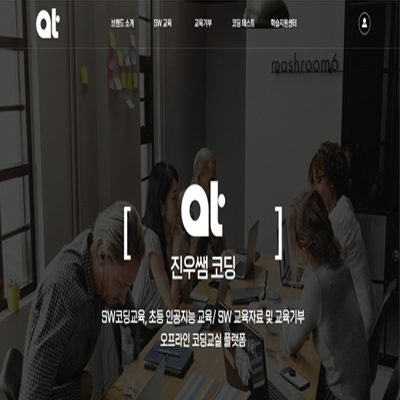 at
브랜드 소개 SW 교육 교육기부 코딩 테스트 학습지원센터
mashroom6
[ at ]
진우쌤 코딩
SW코딩교육, 초등 인공지능 교육/ SW 교육자료 및 교육기부
오프라인 코딩교실 플랫폼